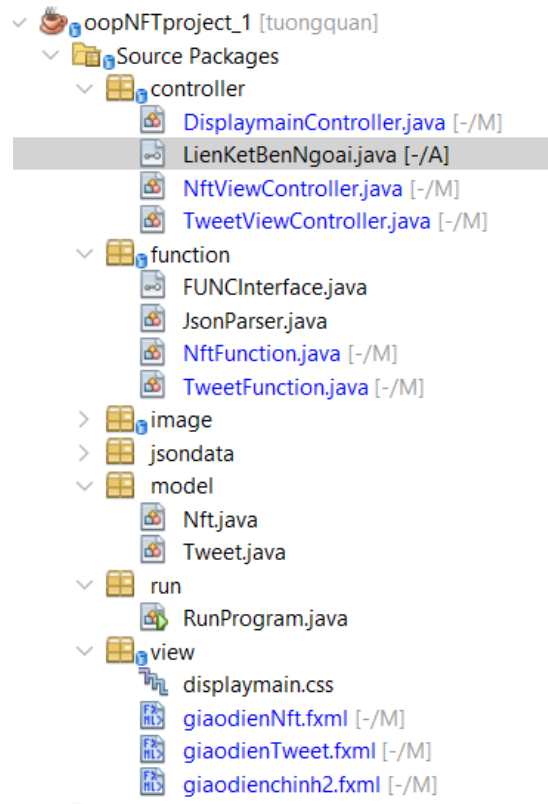 oopNFTproject_1 [tuongquan]
Source Packages
controller
DisplaymainController.java [-/M]
LienKetBenNgoai.java [-/A]
NftViewController.java [-/M]
TweetViewController.java [-/M]
function
FUNCInterface.java
JsonParser.java
NftFunction.java [-/M]
TweetFunction.java [-/M]
image
jsondata
model
Nft.java
Tweet.java
run
RunProgram.java
view
displaymain.css
giaodienNft.fxml [-/M]
giaodienTweet.fxml [-/M]
giaodienchinh2.fxml [-/M]